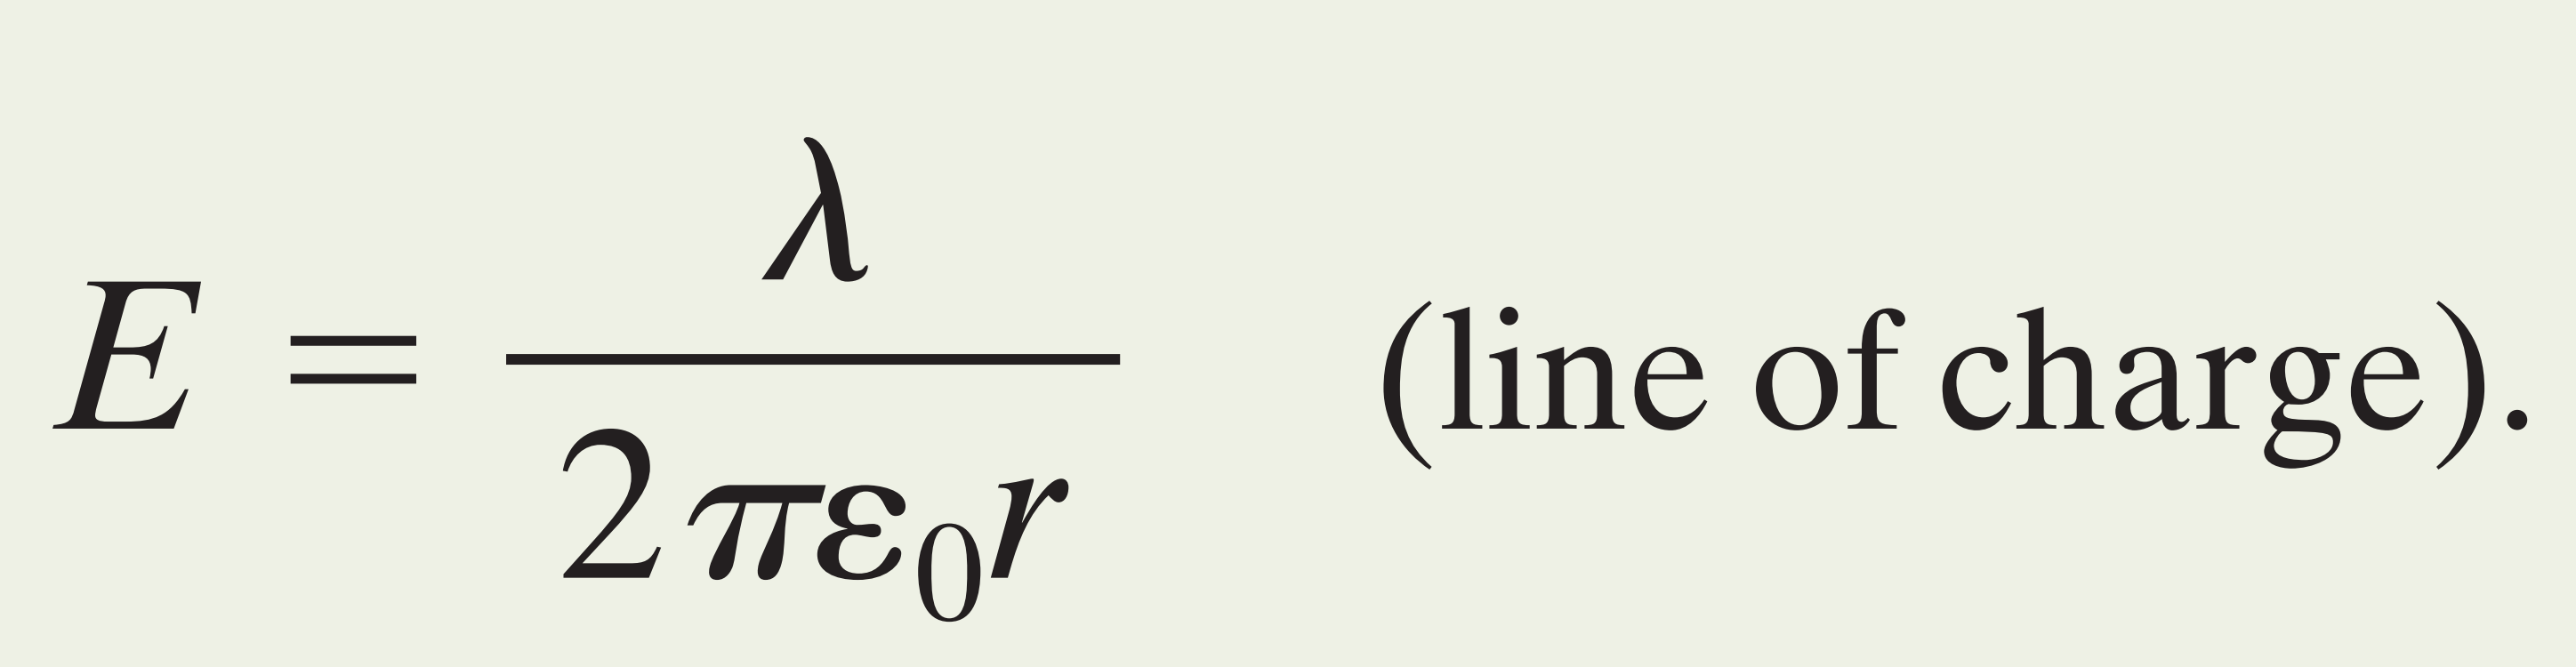 E = λ / 2πε₀r (line of charge).